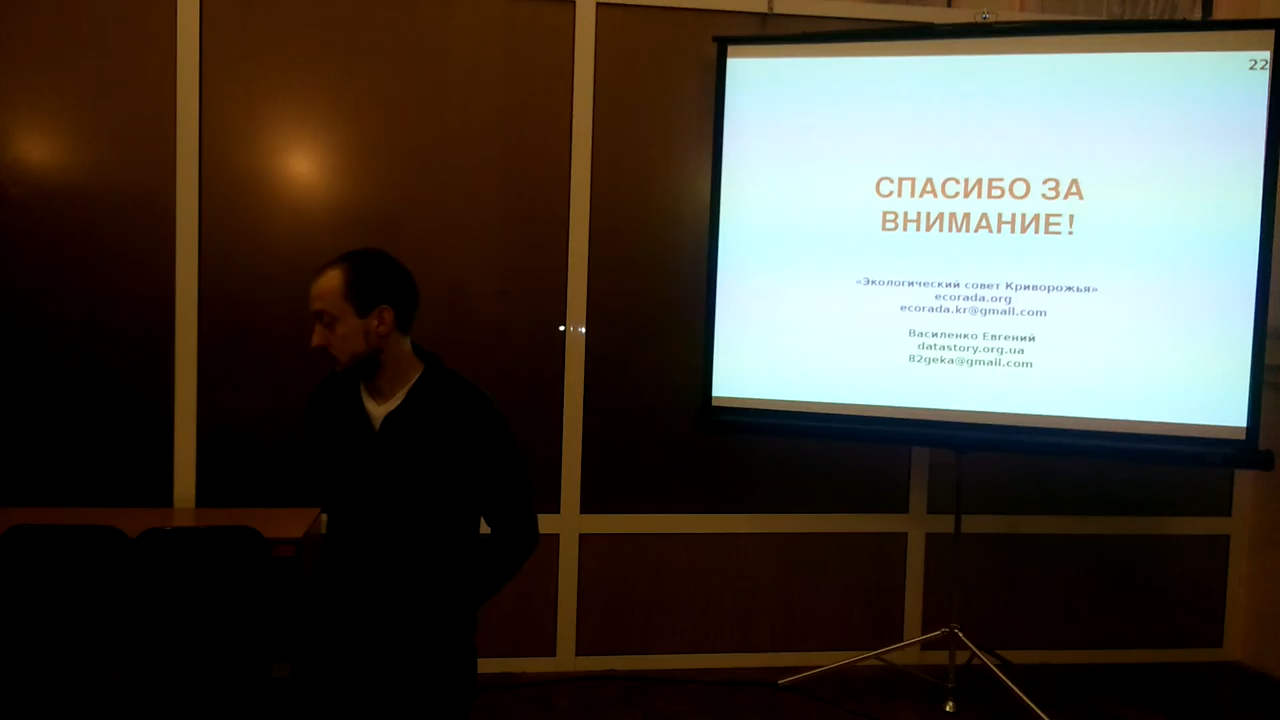 22
СПАСИБО ЗА
ВНИМАНИЕ!
«Экологический совет Криворожья»
ecorada.org
ecorada.kr@gmail.com
Василенко Евгений
datastory.org.ua
82geka@gmail.com